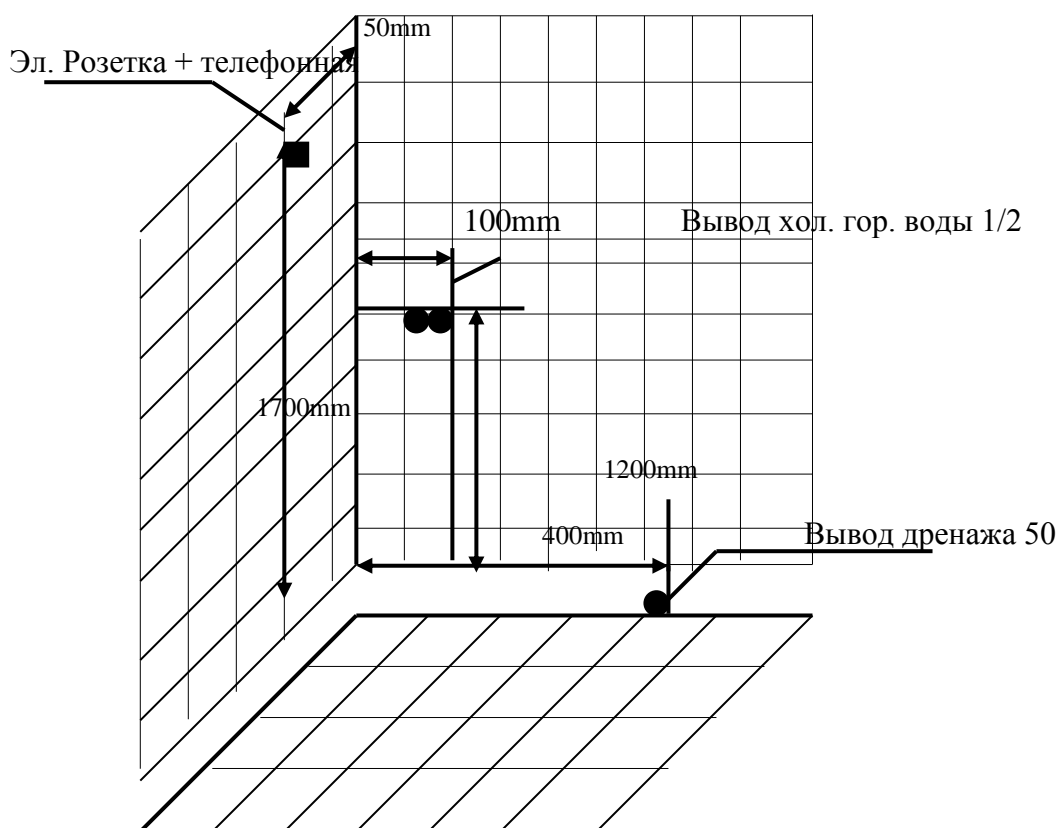 50mm
Эл. Розетка + телефонная
100mm
Вывод хол. гор. воды 1/2
1700mm
1200mm
400mm
Вывод дренажа 50